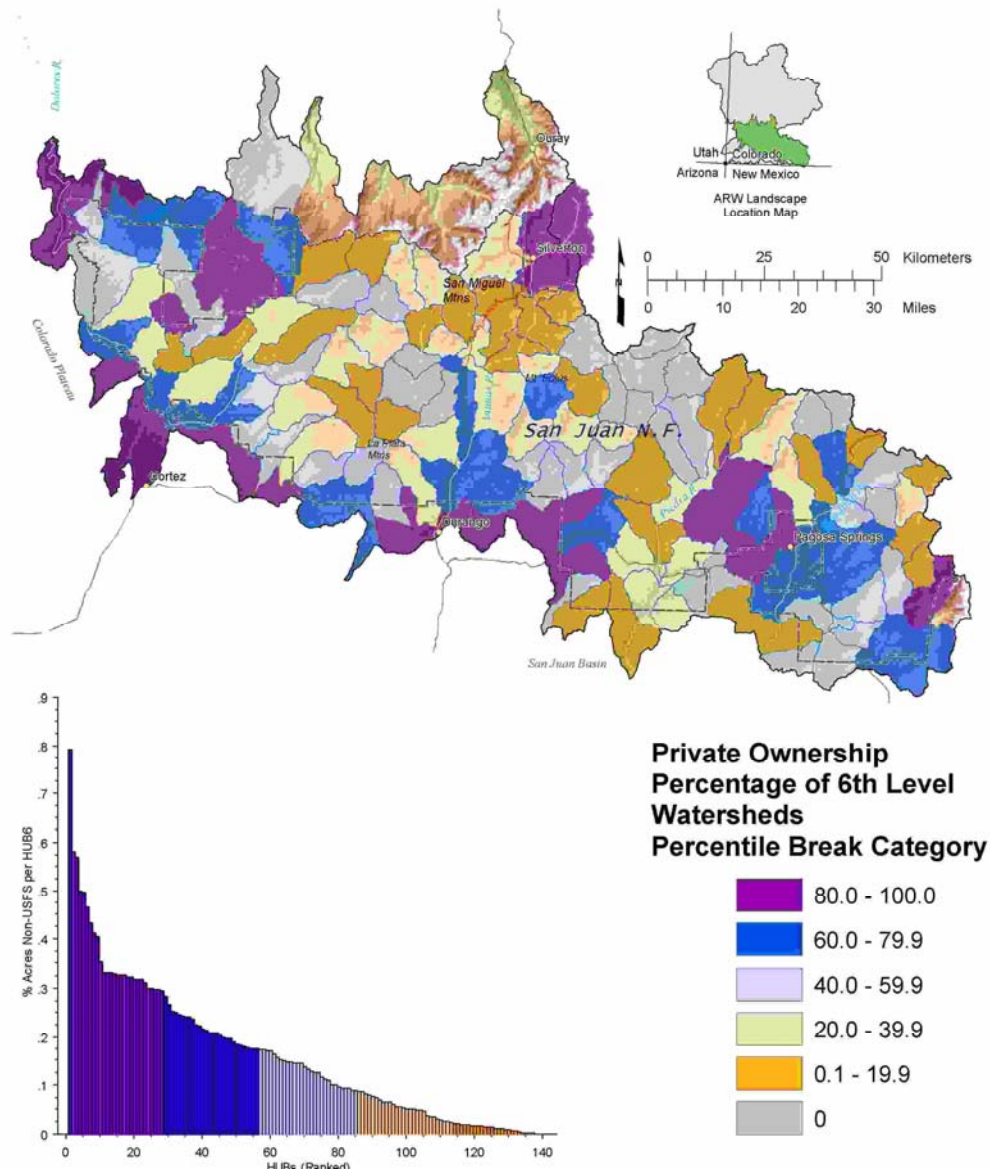 Dolores R.
Ouray
Utah
Colorado
Arizona
New Mexico
ARW Landscape
Location Map
Silverton
N
0 25 50 Kilometers
0 10 20 30 Miles
San Miguel
Mtns
Colorado Plateau
Animas R.
San Juan N.F.
La Plata
Mtns
Cortez
Piedra R.
Durango
Pagosa Springs
San Juan Basin
Private Ownership
Percentage of 6th Level
Watersheds
Percentile Break Category
80.0 - 100.0
60.0 - 79.9
40.0 - 59.9
20.0 - 39.9
0.1 - 19.9
0
% Acres Non-USFS per HUB6
.9
.8
.7
.6
.5
.4
.3
.2
.1
0
0 20 40 60 80 100 120 140
HUBs (Ranked)